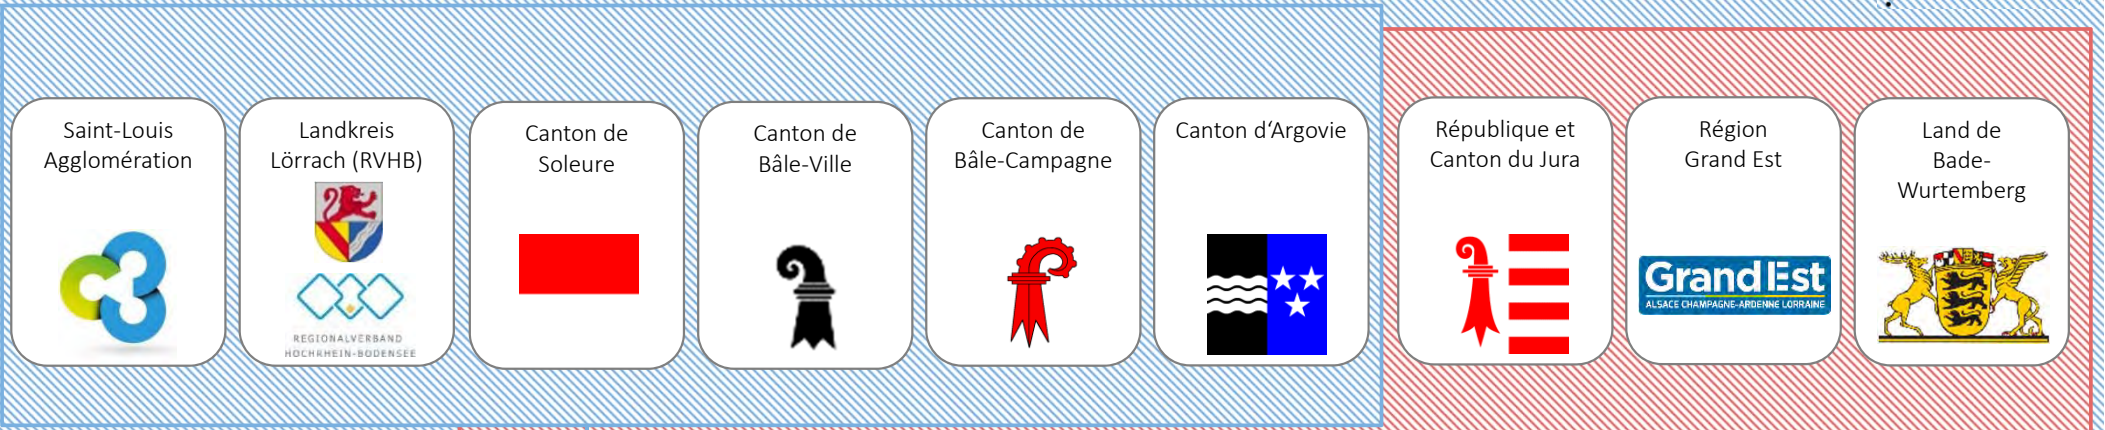 Saint-Louis
Agglomération
Landkreis
Lörrach (RVHB)
REGIONALVERBAND
HOCHRHEIN-BODENSEE
Canton de
Soleure
Canton de
Bâle-Ville
Canton de
Bâle-Campagne
Canton d‘Argovie
République et
Canton du Jura
Région
Grand Est
GrandEst
ALSACE CHAMPAGNE-ARDENNE LORRAINE
Land de
Bade-
Wurtemberg